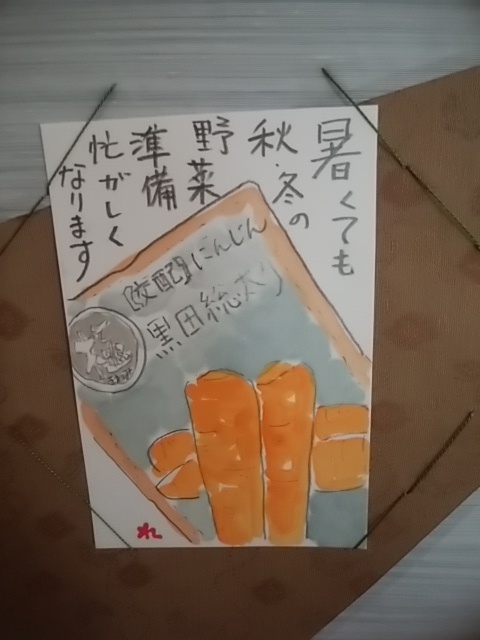 暑くても
秋・冬の
野菜
準備
忙がしく
なります
【交配】にんじん
黒田総太り
れ